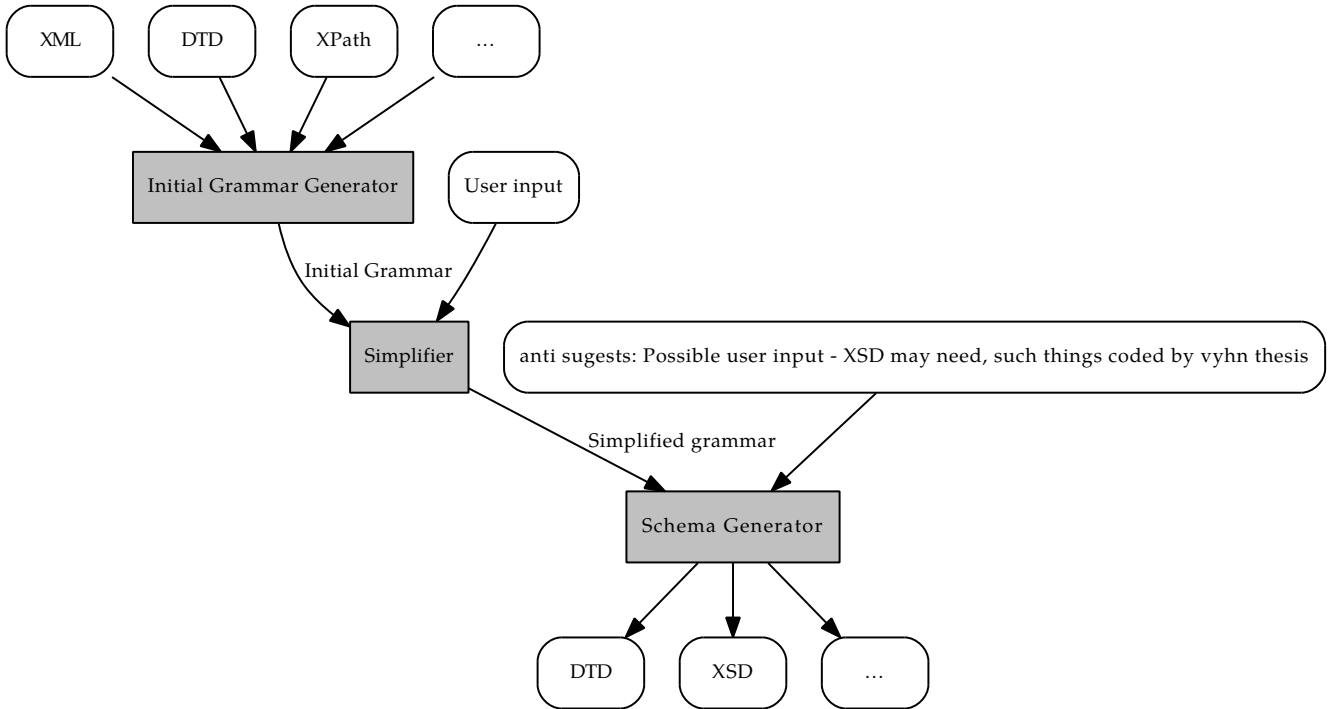 XML
DTD
XPath
...
Initial Grammar Generator
User input
Initial Grammar
Simplifier
anti sugests: Possible user input - XSD may need, such things coded by vyhn thesis
Simplified grammar
Schema Generator
DTD
XSD
...